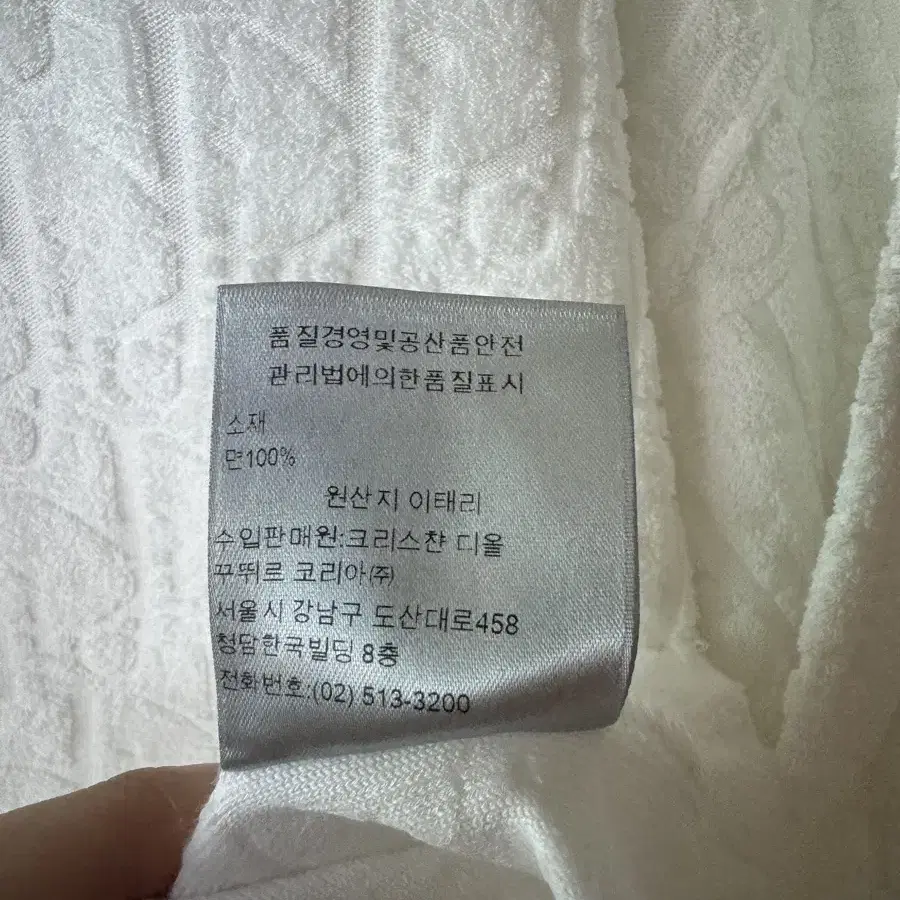 품질경영및공산품안전
관리법에의한품질표시
소재
면100%
원산지 이태리
수입판매원:크리스챤 디올
꾸뛰르 코리아(주)
서울시 강남구 도산대로458
청담한국빌딩 8층
전화번호:(02) 513-3200